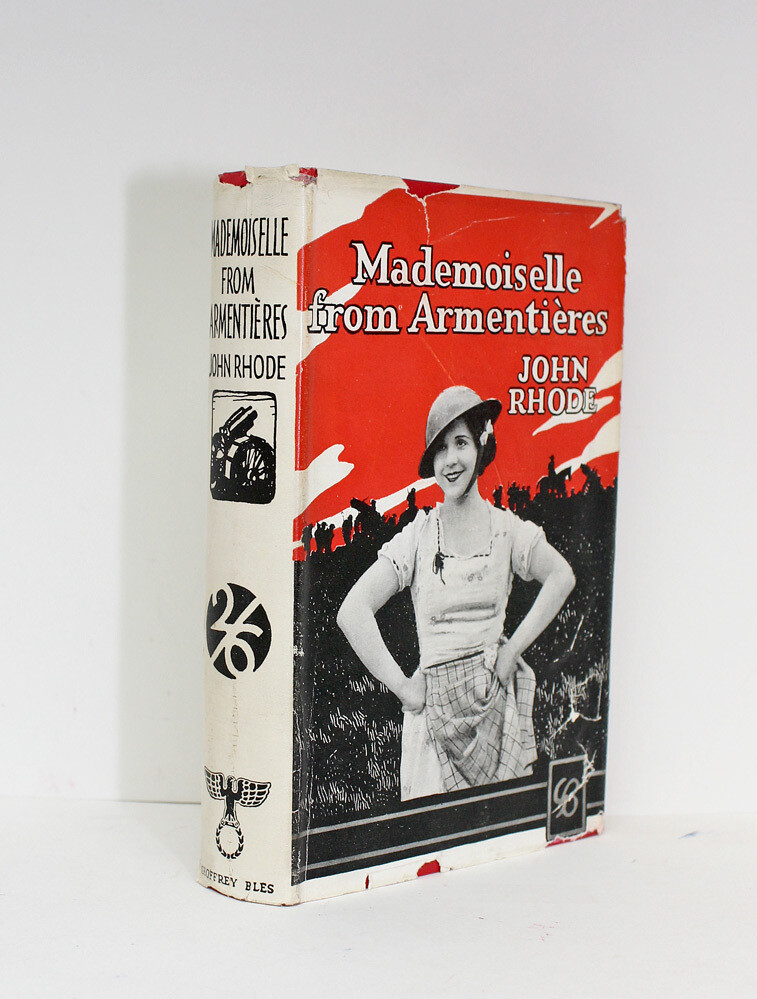 MADEMOISELLE
FROM
ARMENTIÈRES
JOHN RHODE
2/6
GEOFFREY BLES
Mademoiselle
from Armentières
JOHN
RHODE